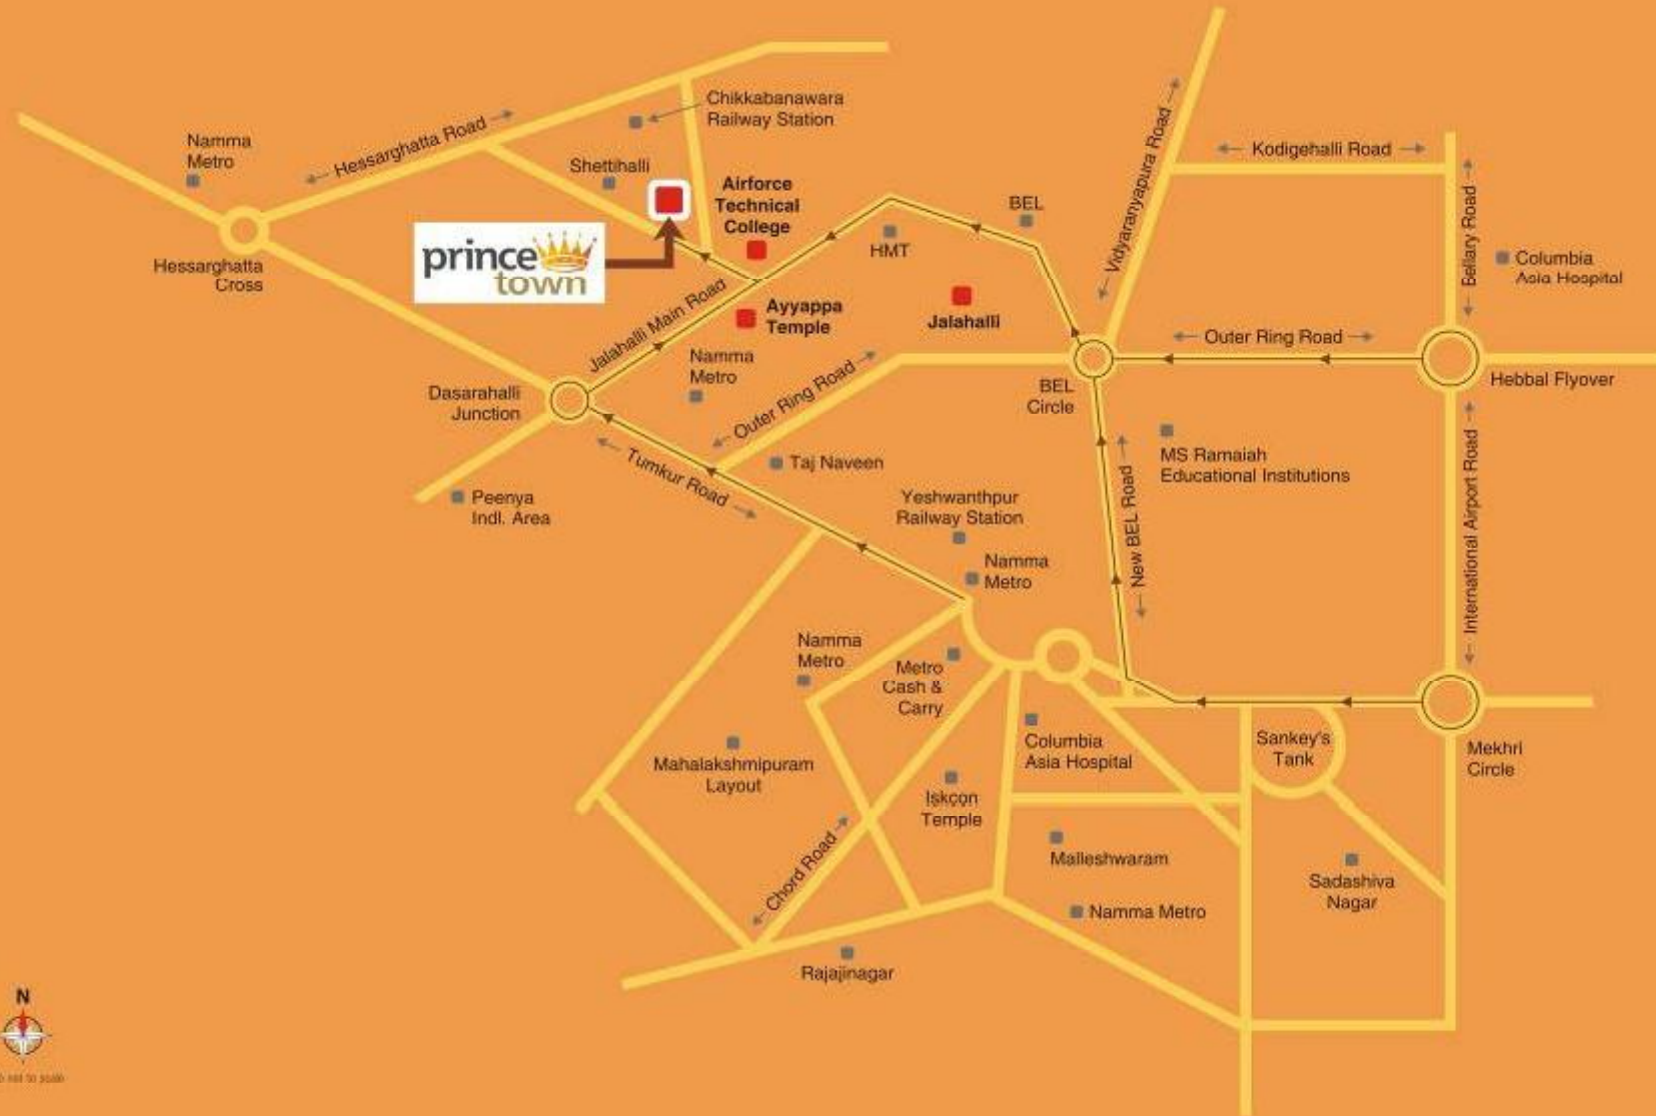 Chikkabanawara
Railway Station
Namma
Metro
Hessarghatta Road
Shettihalli
Airforce
Technical
College
BEL
HMT
Vidyaranyapura Road
Kodigehalli Road
Bellary Road
Columbia
Asia Hospital
Hessarghatta
Cross
prince
town
Jalahalli Main Road
Ayyappa
Temple
Jalahalli
Outer Ring Road
Hebbal Flyover
Namma
Metro
Outer Ring Road
BEL
Circle
Dasarahalli
Junction
Tumkur Road
Taj Naveen
MS Ramaiah
Educational Institutions
New BEL Road
International Airport Road
Peenya
Indl. Area
Yeshwanthpur
Railway Station
Namma
Metro
Namma
Metro
Metro
Cash &
Carry
Columbia
Asia Hospital
Sankey's
Tank
Mekhri
Circle
Mahalakshmipuram
Layout
Iskcon
Temple
Chord Road
Malleshwaram
Sadashiva
Nagar
Namma Metro
Rajajinagar
N
not to scale